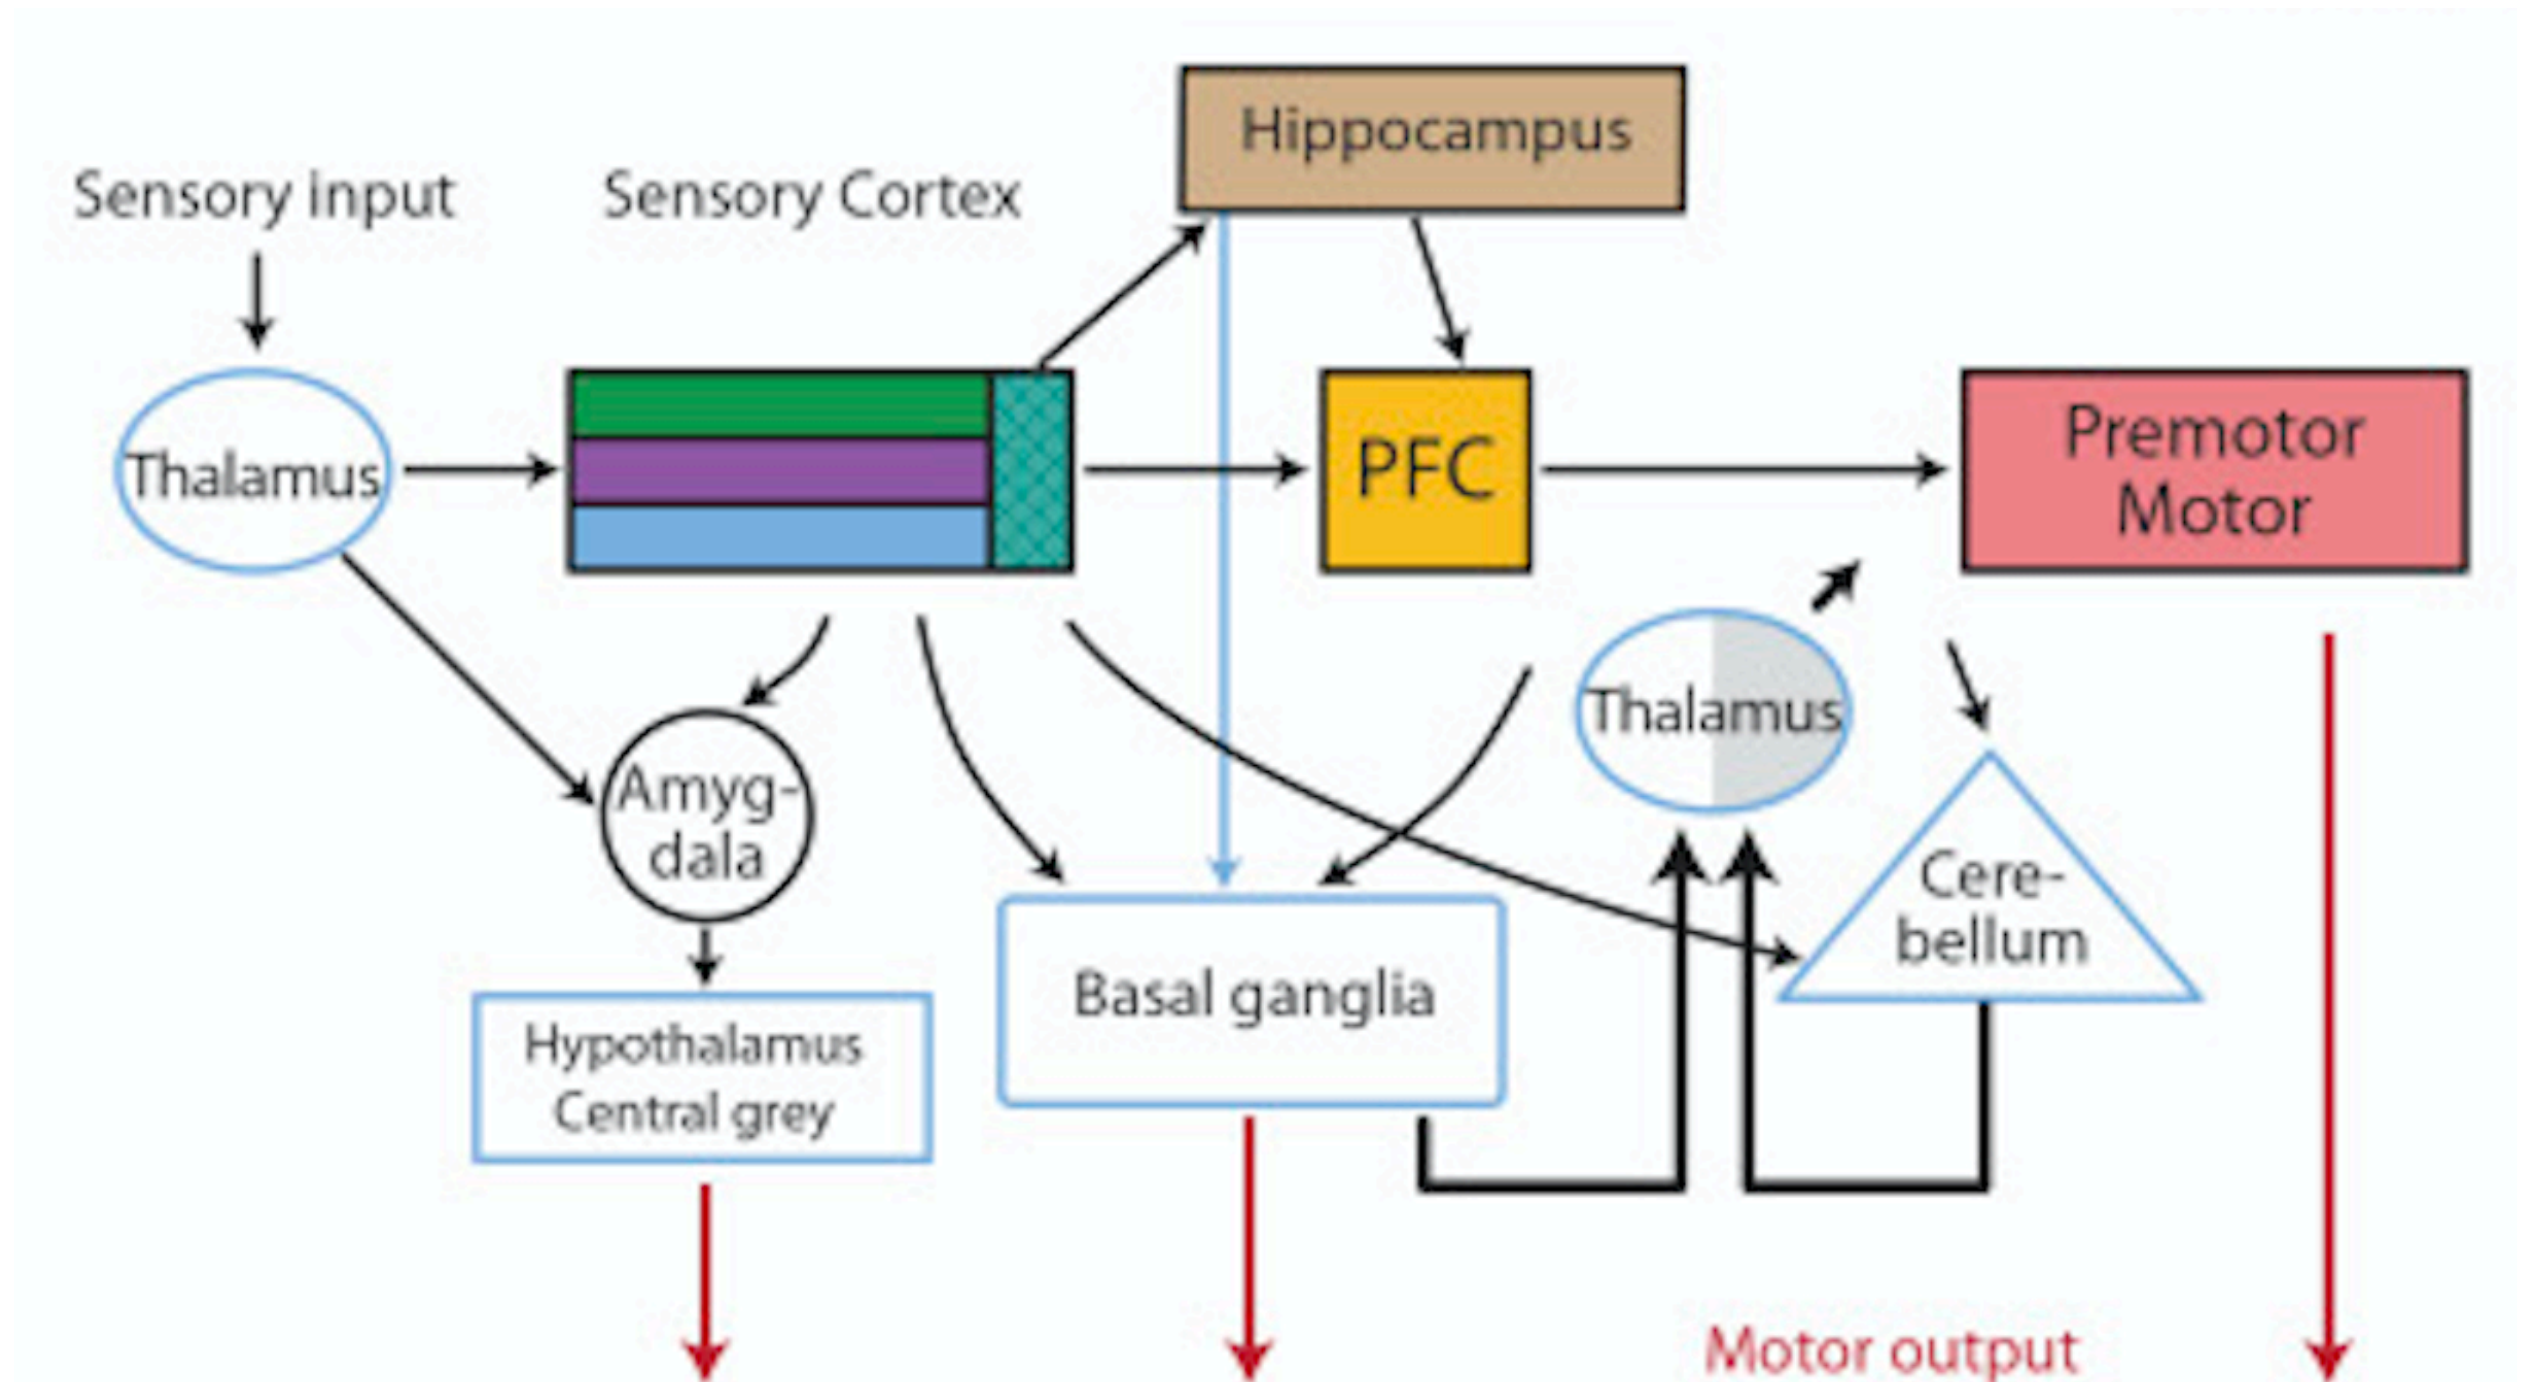 Hippocampus
Sensory input
Sensory Cortex
Thalamus
PFC
Premotor
Motor
Thalamus
Amyg-
dala
Cere-
bellum
Basal ganglia
Hypothalamus
Central grey
Motor output